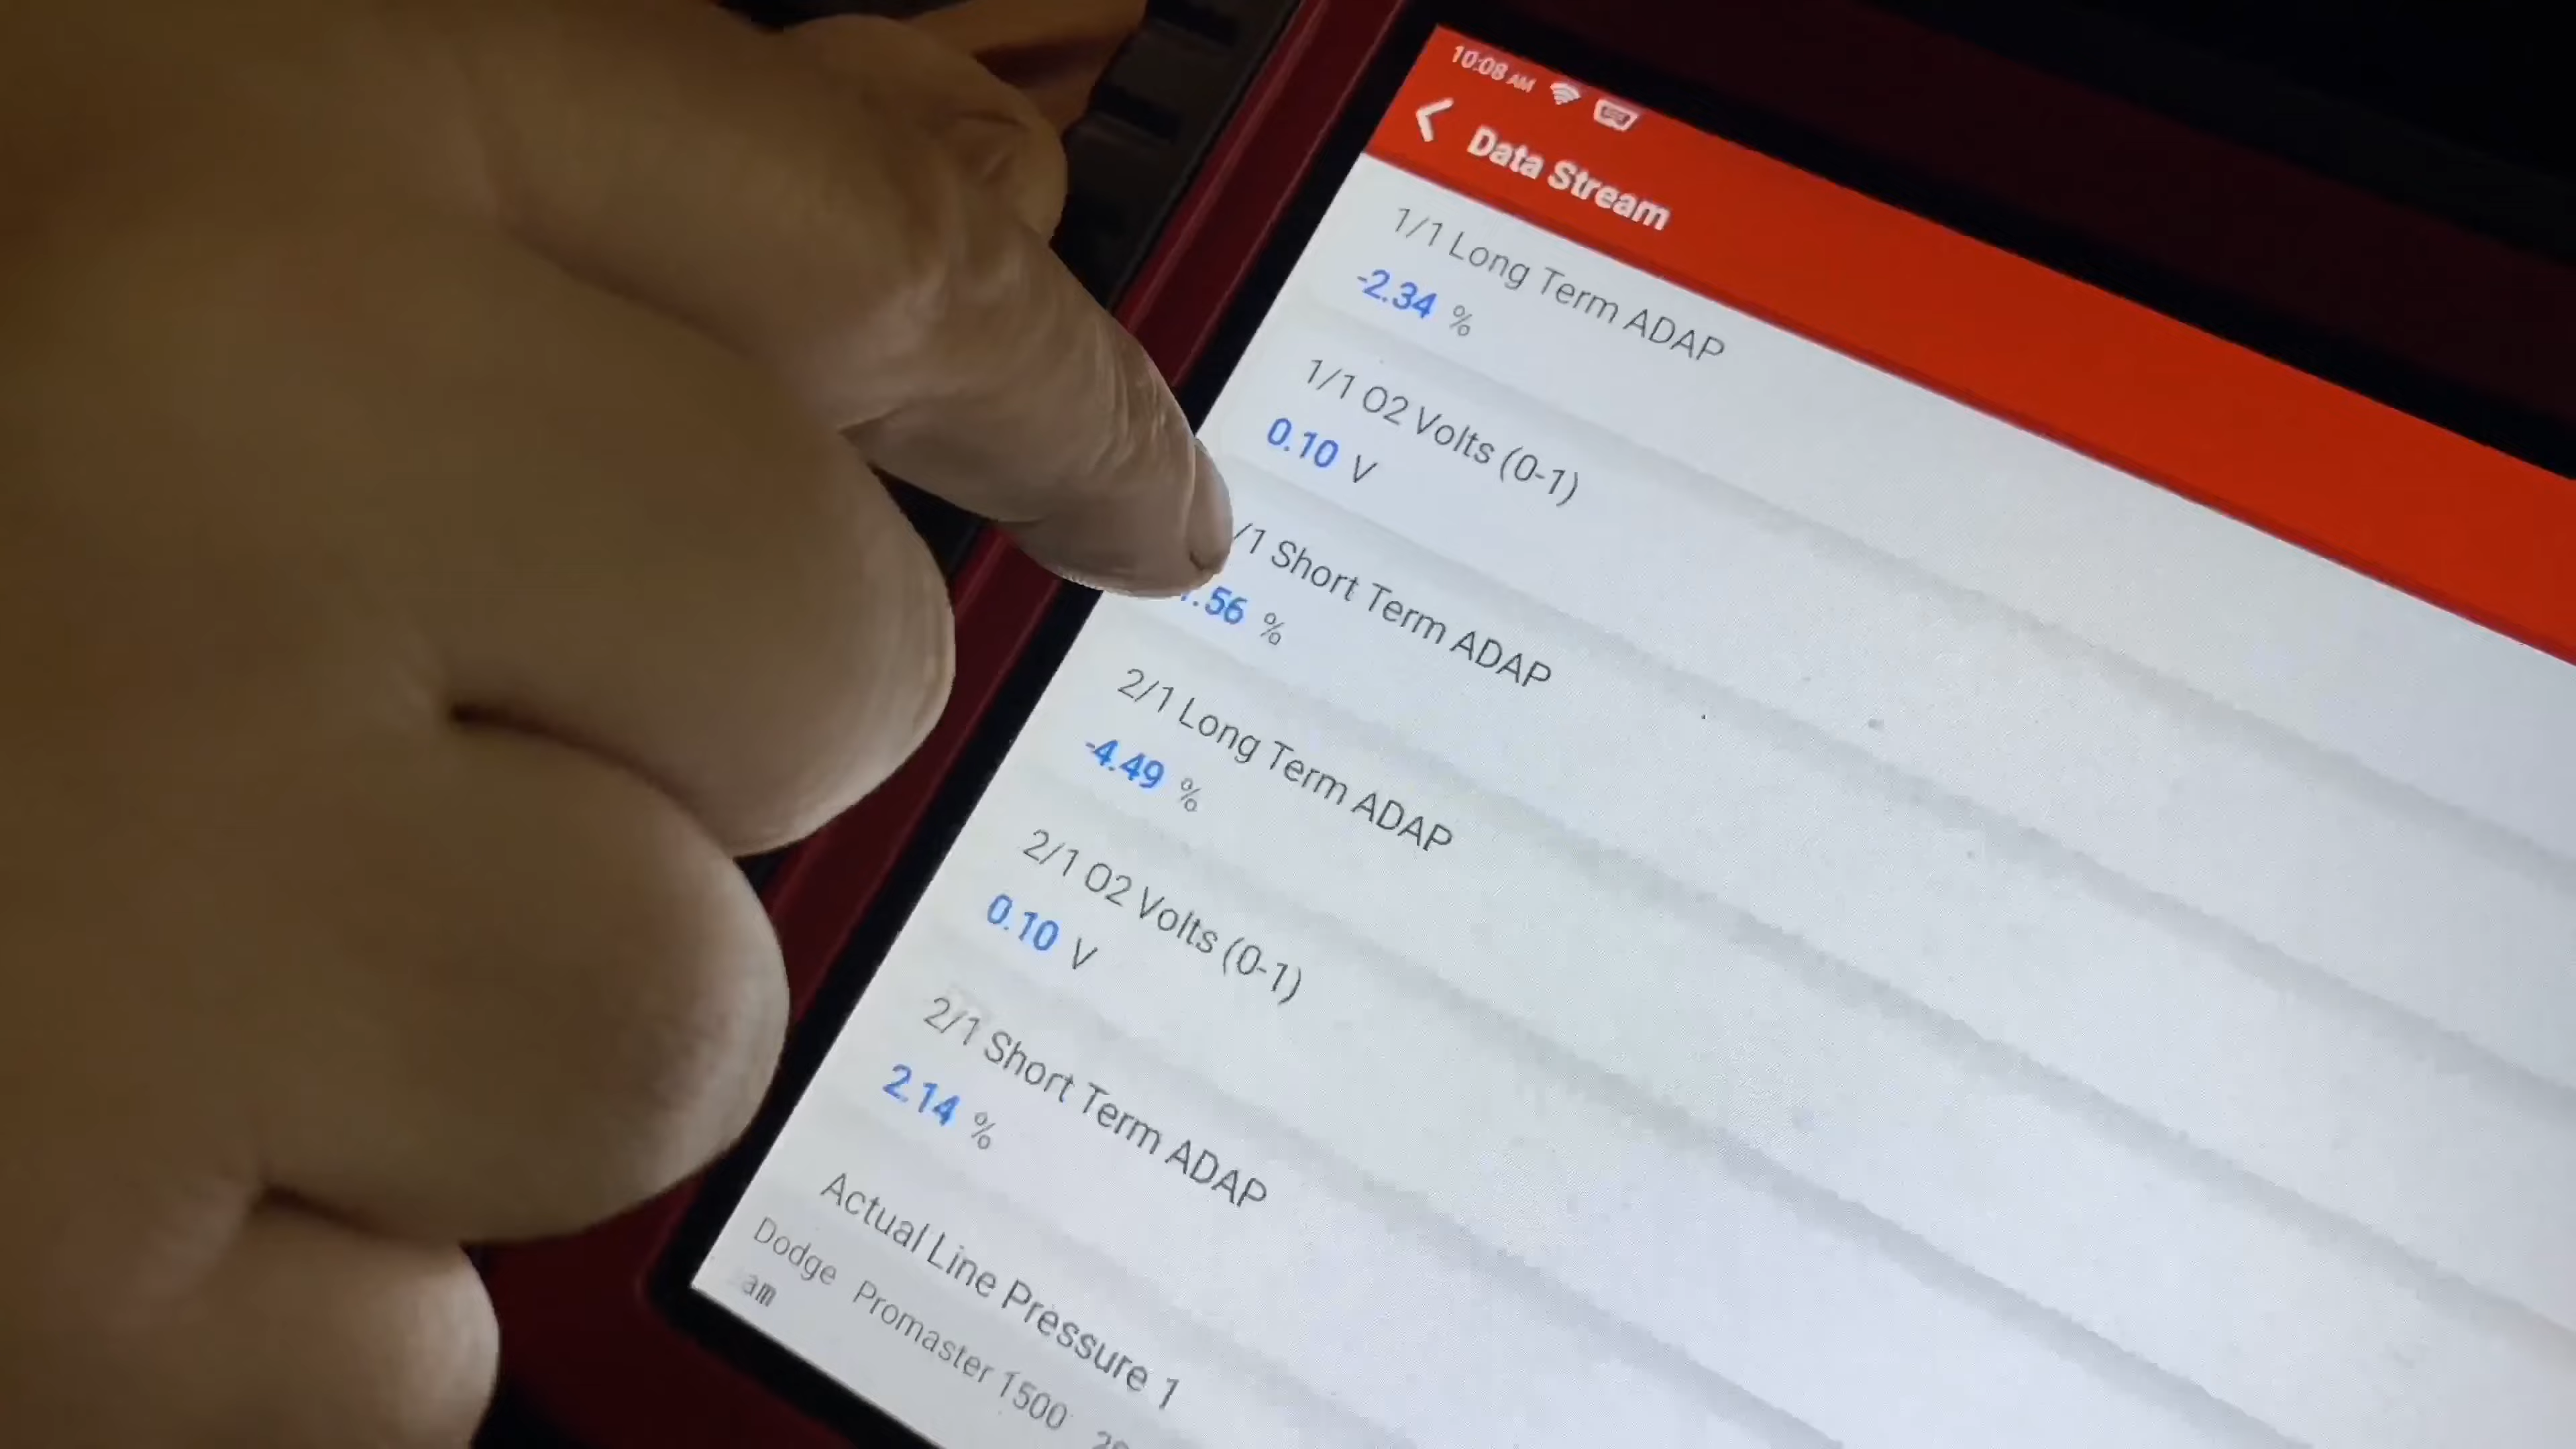 10:08 AM
Data Stream
1/1 Long Term ADAP
-2.34 %
1/1 O2 Volts (0-1)
0.10 V
/1 Short Term ADAP
.56 %
2/1 Long Term ADAP
-4.49 %
2/1 O2 Volts (0-1)
0.10 V
2/1 Short Term ADAP
2.14 %
Actual Line Pressure 1
Dodge Promaster 1500
am